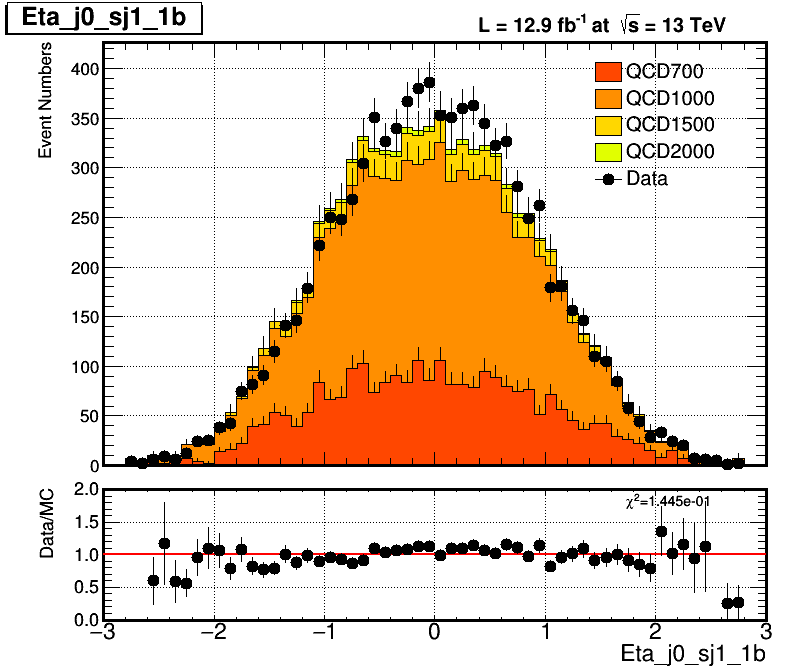 Eta_j0_sj1_1b
L = 12.9 fb⁻¹ at √s = 13 TeV
Event Numbers
400
350
300
250
200
150
100
50
0
QCD700
QCD1000
QCD1500
QCD2000
Data
Data/MC
2.0
1.5
1.0
0.5
0.0
χ²=1.445e-01
−3 −2 −1 0 1 2 3
Eta_j0_sj1_1b